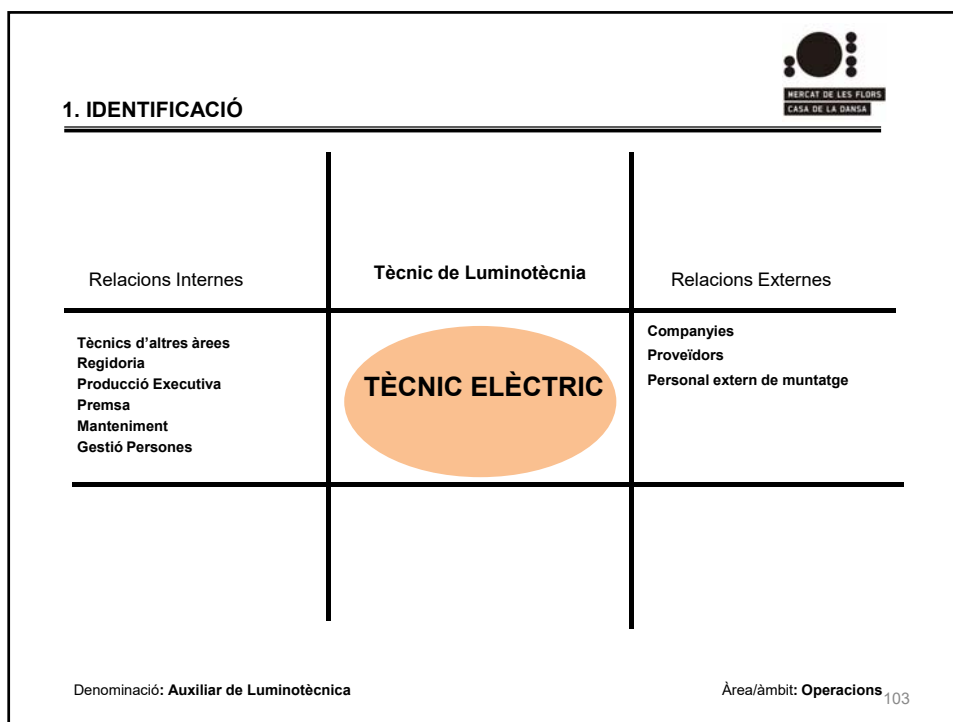 MERCAT DE LES FLORS
CASA DE LA DANSA
1. IDENTIFICACIÓ
Relacions Internes
Tècnic de Luminotècnia
Relacions Externes
Tècnics d'altres àrees
Regidoria
Producció Executiva
Premsa
Manteniment
Gestió Persones
TÈCNIC ELÈCTRIC
Companyies
Proveïdors
Personal extern de muntatge
Denominació: Auxiliar de Luminotècnica
Àrea/àmbit: Operacions
103